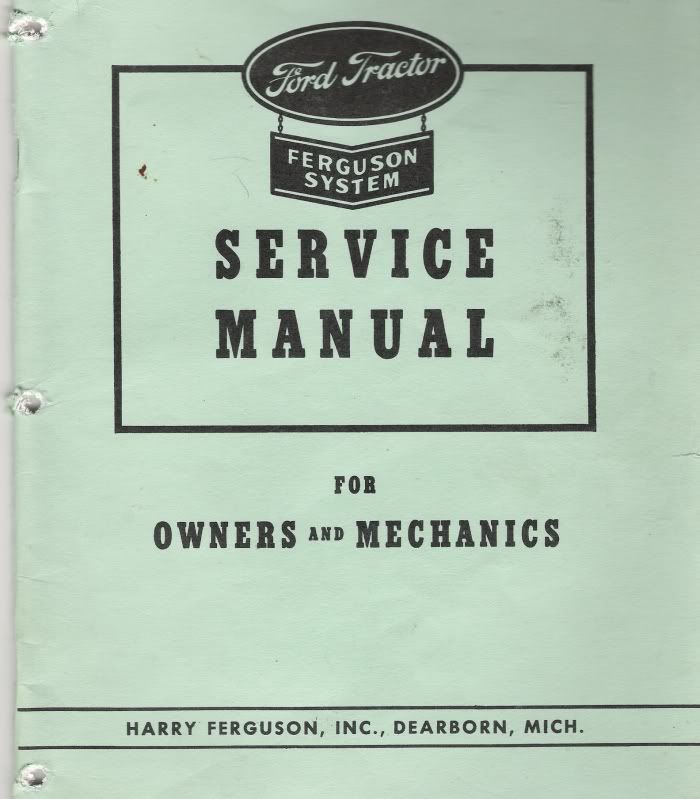 Ford Tractor
FERGUSON
SYSTEM
SERVICE
MANUAL
FOR
OWNERS AND MECHANICS
HARRY FERGUSON, INC., DEARBORN, MICH.